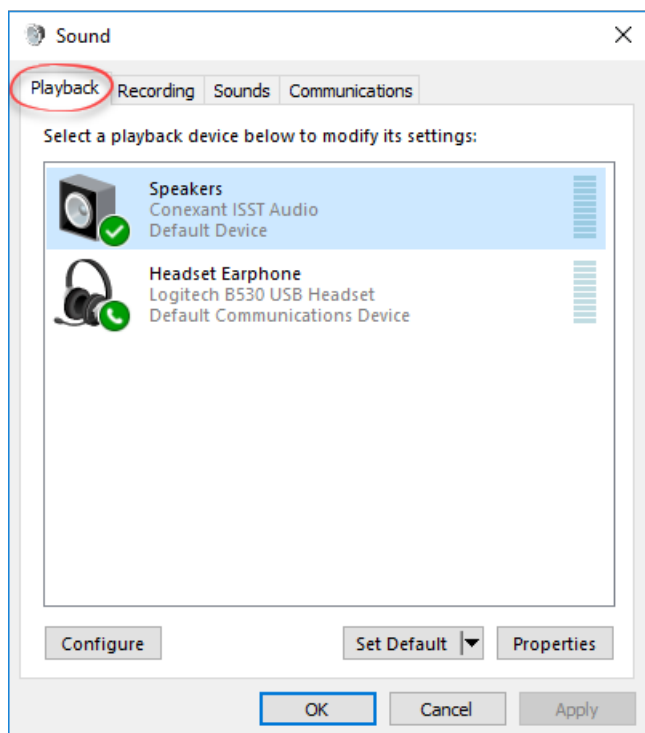 Sound
Playback Recording Sounds Communications
Select a playback device below to modify its settings:
Speakers
Conexant ISST Audio
Default Device
Headset Earphone
Logitech B530 USB Headset
Default Communications Device
Configure Set Default Properties
OK Cancel Apply